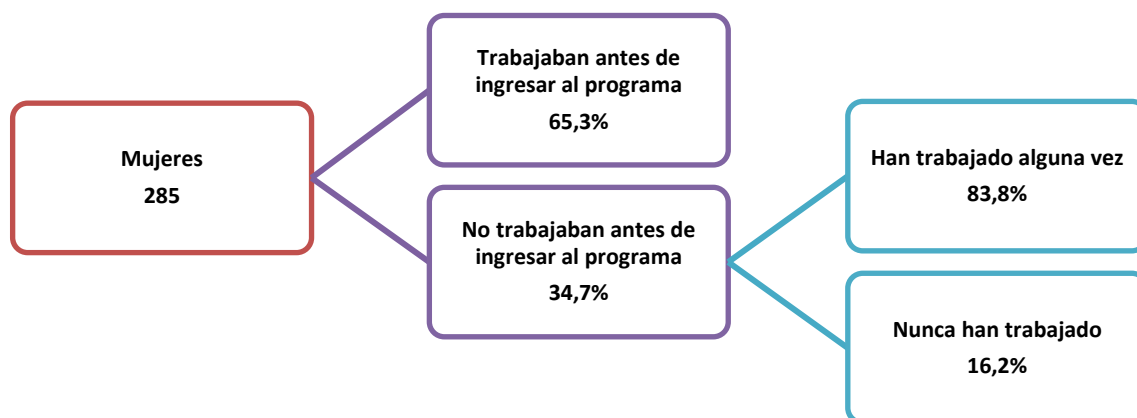 Mujeres
285
Trabajaban antes de
ingresar al programa
65,3%
No trabajaban antes de
ingresar al programa
34,7%
Han trabajado alguna vez
83,8%
Nunca han trabajado
16,2%